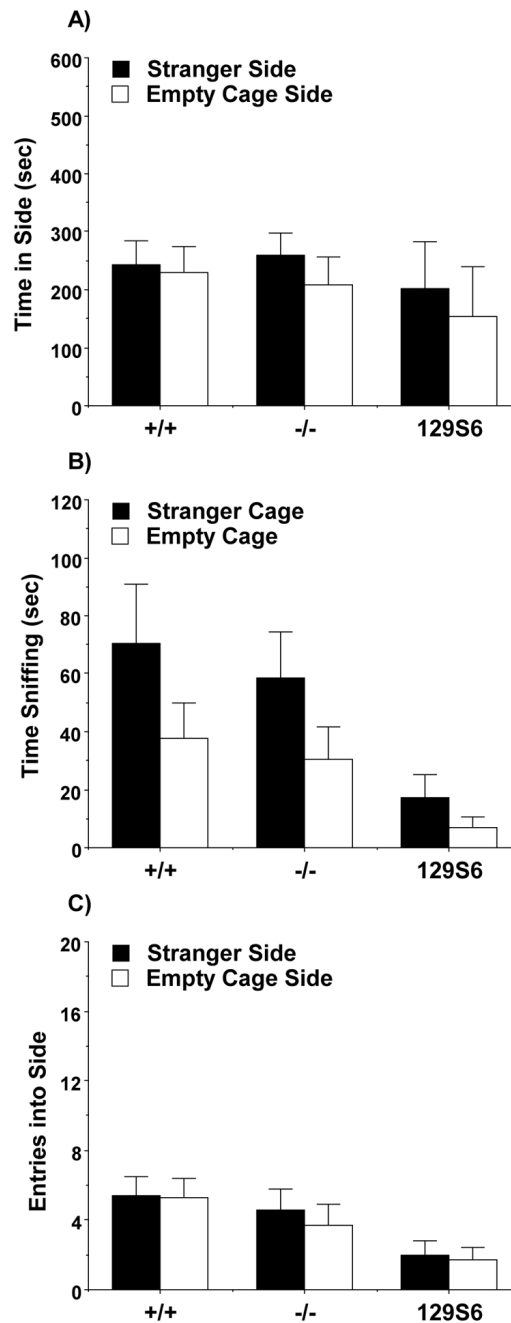 A)
Stranger Side
Empty Cage Side
Time in Side (sec)
600
500
400
300
200
100
0
+/+ -/- 129S6
B)
Stranger Cage
Empty Cage
Time Sniffing (sec)
120
100
80
60
40
20
0
+/+ -/- 129S6
C)
Stranger Side
Empty Cage Side
Entries into Side
20
16
12
8
4
0
+/+ -/- 129S6